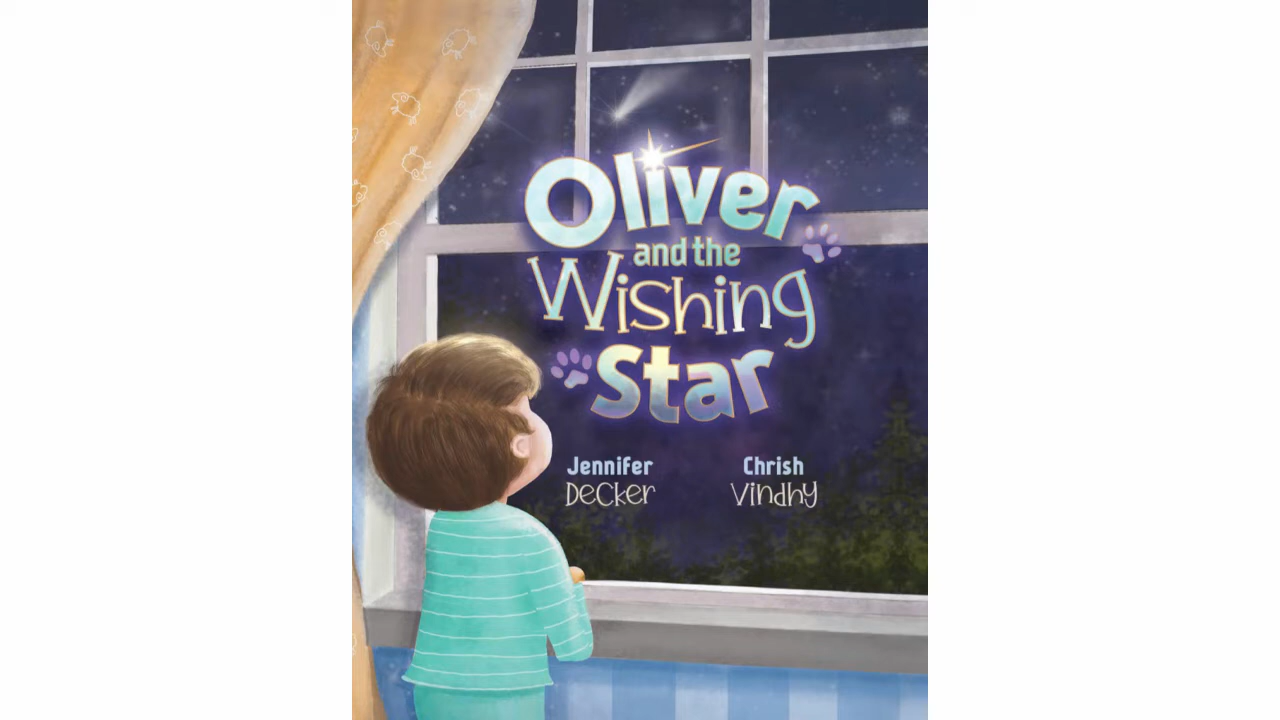 Oliver
and the
Wishing
Star
Jennifer Decker
Chrish Vindhy